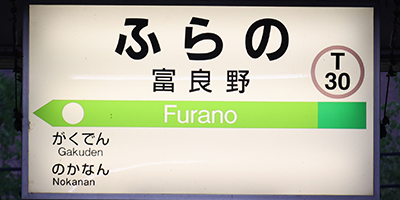 ふらの
富良野
T
30
Furano
がくでん
Gakuden
のかなん
Nokanan